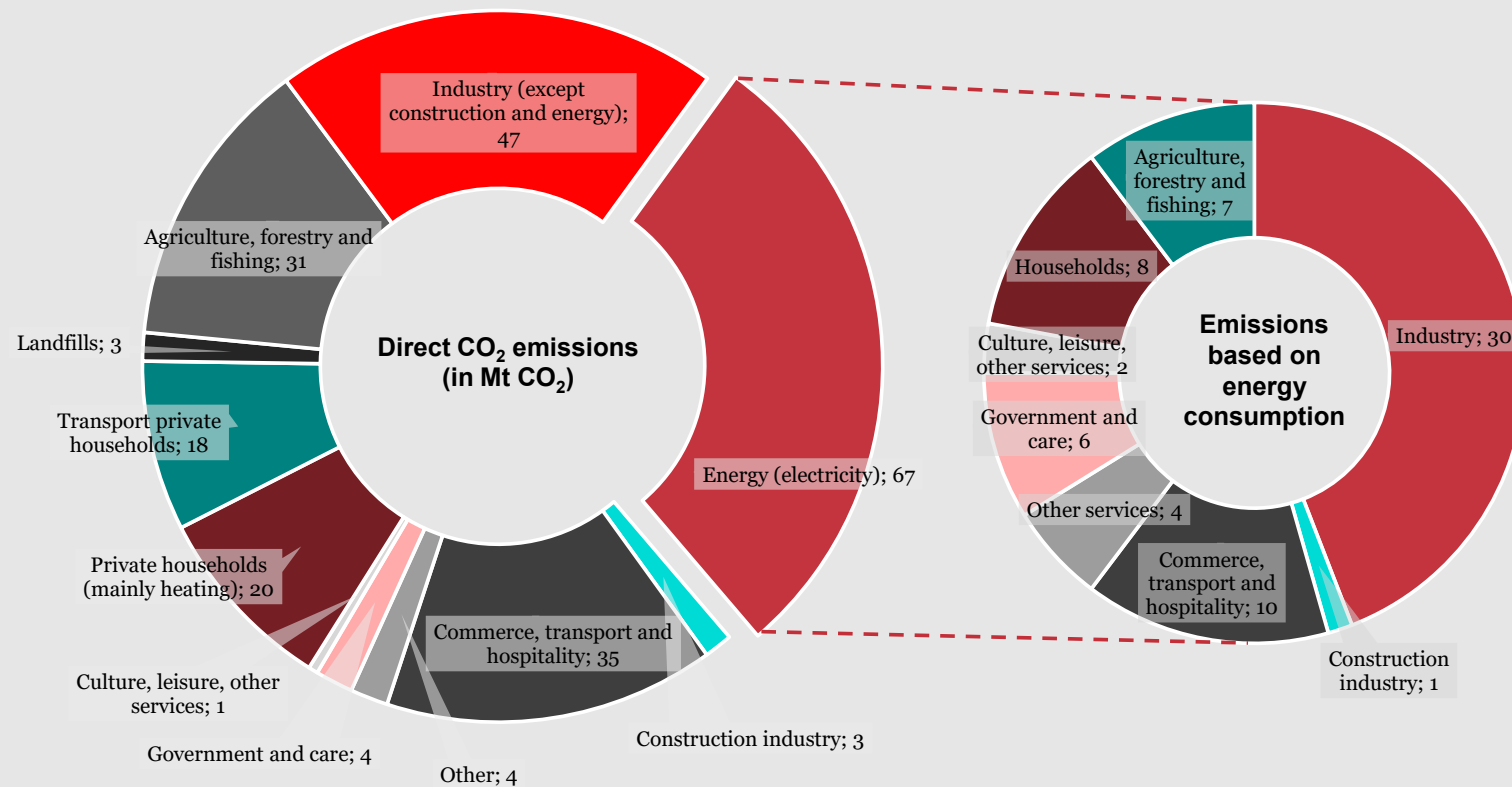 Industry (except
construction and energy);
47
Agriculture, forestry and
fishing; 31
Landfills; 3
Transport private
households; 18
Private households
(mainly heating); 20
Culture, leisure, other
services; 1
Government and care; 4
Other; 4
Commerce, transport and
hospitality; 35
Construction industry; 3
Energy (electricity); 67
Direct CO₂ emissions
(in Mt CO₂)
Agriculture,
forestry and
fishing; 7
Households; 8
Culture, leisure,
other services; 2
Government and
care; 6
Other services; 4
Commerce,
transport and
hospitality; 10
Construction
industry; 1
Industry; 30
Emissions
based on
energy
consumption